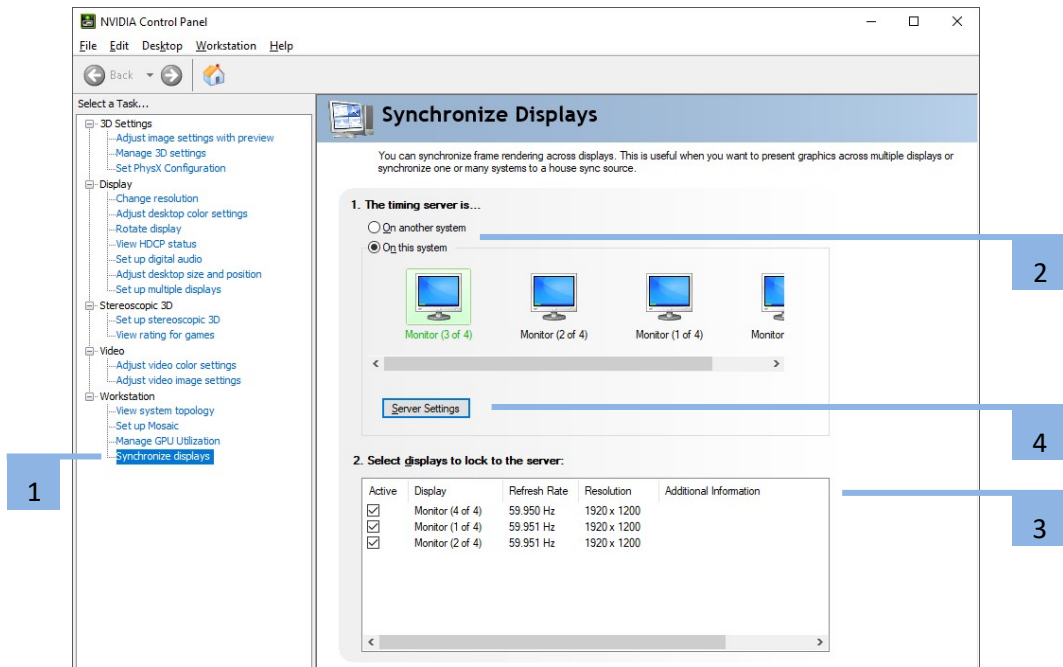 NVIDIA Control Panel
File Edit Desktop Workstation Help
Back
Select a Task...
3D Settings
Adjust image settings with preview
Manage 3D settings
Set PhysX Configuration
Display
Change resolution
Adjust desktop color settings
Rotate display
View HDCP status
Set up digital audio
Adjust desktop size and position
Set up multiple displays
Stereoscopic 3D
Set up stereoscopic 3D
View rating for games
Video
Adjust video color settings
Adjust video image settings
Workstation
View system topology
Set up Mosaic
Manage GPU Utilization
Synchronize displays
1
Synchronize Displays
You can synchronize frame rendering across displays. This is useful when you want to present graphics across multiple displays or
synchronize one or many systems to a house sync source.
1. The timing server is...
On another system
On this system
2
Monitor (3 of 4) Monitor (2 of 4) Monitor (1 of 4) Monitor
Server Settings
4
2. Select displays to lock to the server:
Active Display Refresh Rate Resolution Additional Information
Monitor (4 of 4) 59.950 Hz 1920 x 1200
Monitor (1 of 4) 59.951 Hz 1920 x 1200
Monitor (2 of 4) 59.951 Hz 1920 x 1200
3